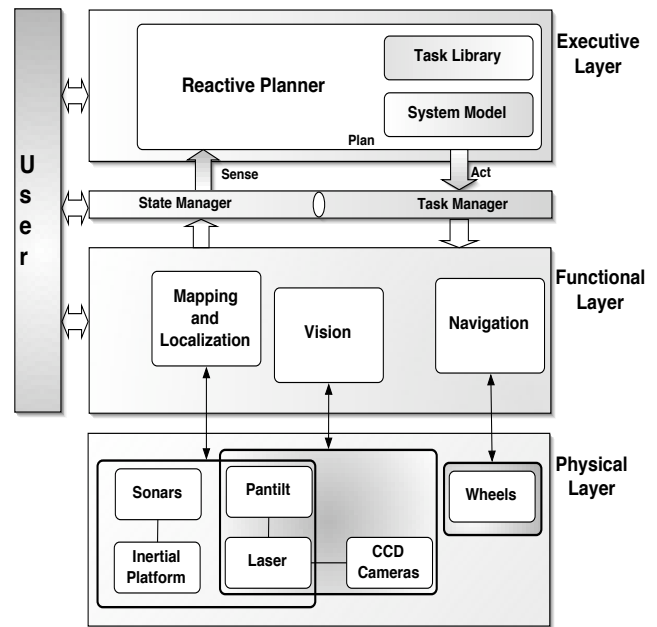 User
Executive
Layer
Reactive Planner
Task Library
System Model
Plan
Sense
Act
State Manager
Task Manager
Functional
Layer
Mapping
and
Localization
Vision
Navigation
Physical
Layer
Sonars
Pantilt
Wheels
Inertial
Platform
Laser
CCD
Cameras